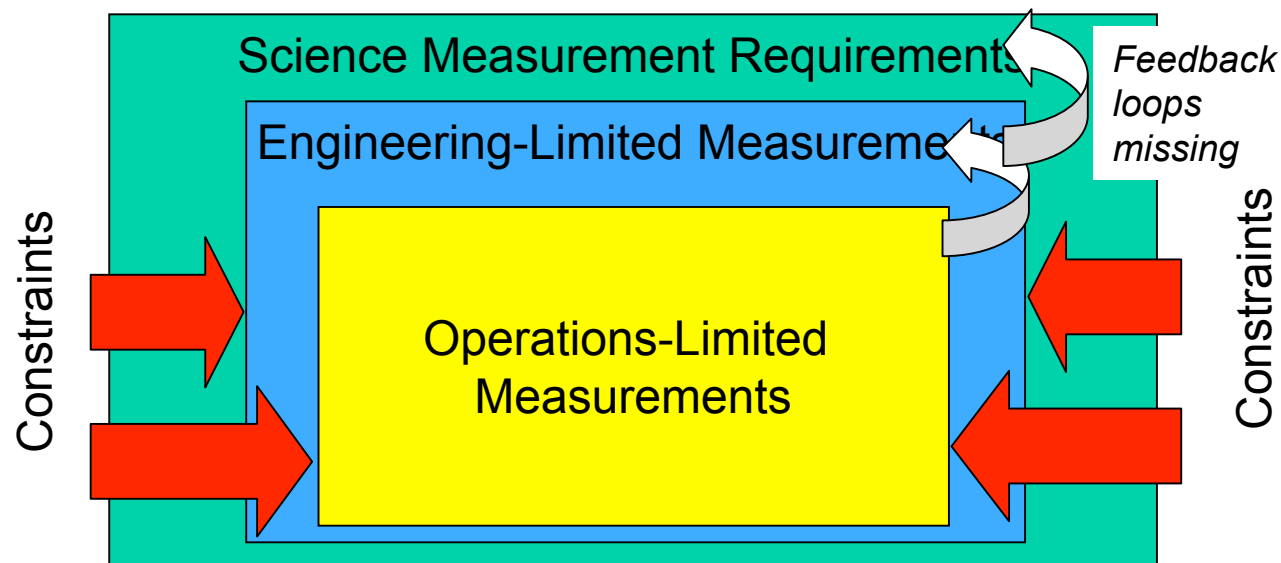 Science Measurement Requirements
Feedback
loops
missing
Engineering-Limited Measurements
Constraints
Operations-Limited
Measurements
Constraints